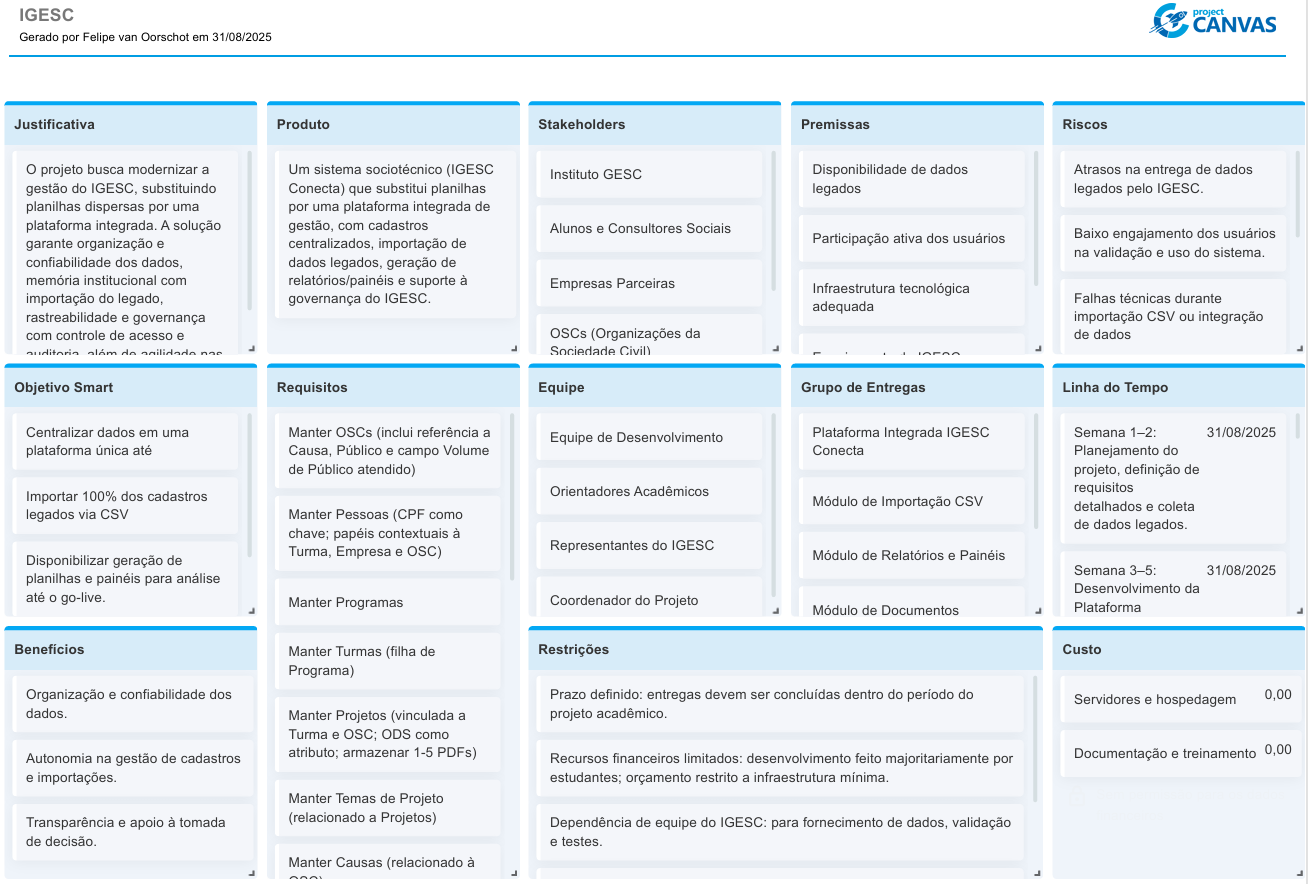 IGESC
Gerado por Felipe van Oorschot em 31/08/2025
project
CANVAS
Justificativa
O projeto busca modernizar a
gestão do IGESC, substituindo
planilhas dispersas por uma
plataforma integrada. A solução
garante organização e
confiabilidade dos dados,
memória institucional com
importação do legado,
rastreabilidade e governança
com controle de acesso e
auditoria, além de agilidade nas
Produto
Um sistema sociotécnico (IGESC
Conecta) que substitui planilhas
por uma plataforma integrada de
gestão, com cadastros
centralizados, importação de
dados legados, geração de
relatórios/painéis e suporte à
governança do IGESC.
Stakeholders
Instituto GESC
Alunos e Consultores Sociais
Empresas Parceiras
OSCs (Organizações da
Sociedade Civil)
Premissas
Disponibilidade de dados
legados
Participação ativa dos usuários
Infraestrutura tecnológica
adequada
Riscos
Atrasos na entrega de dados
legados pelo IGESC.
Baixo engajamento dos usuários
na validação e uso do sistema.
Falhas técnicas durante
importação CSV ou integração
de dados
Objetivo Smart
Centralizar dados em uma
plataforma única até
Importar 100% dos cadastros
legados via CSV
Disponibilizar geração de
planilhas e painéis para análise
até o go-live.
Requisitos
Manter OSCs (inclui referência a
Causa, Público e campo Volume
de Público atendido)
Manter Pessoas (CPF como
chave; papéis contextuais à
Turma, Empresa e OSC)
Manter Programas
Manter Turmas (filha de
Programa)
Manter Projetos (vinculada a
Turma e OSC; ODS como
atributo; armazenar 1-5 PDFs)
Manter Temas de Projeto
(relacionado a Projetos)
Manter Causas (relacionado à
OSC)
Equipe
Equipe de Desenvolvimento
Orientadores Acadêmicos
Representantes do IGESC
Coordenador do Projeto
Grupo de Entregas
Plataforma Integrada IGESC
Conecta
Módulo de Importação CSV
Módulo de Relatórios e Painéis
Módulo de Documentos
Linha do Tempo
Semana 1–2: 31/08/2025
Planejamento do
projeto, definição de
requisitos
detalhados e coleta
de dados legados.
Semana 3–5: 31/08/2025
Desenvolvimento da
Plataforma
Benefícios
Organização e confiabilidade dos
dados.
Autonomia na gestão de cadastros
e importações.
Transparência e apoio à tomada
de decisão.
Restrições
Prazo definido: entregas devem ser concluídas dentro do período do
projeto acadêmico.
Recursos financeiros limitados: desenvolvimento feito majoritariamente por
estudantes; orçamento restrito a infraestrutura mínima.
Dependência de equipe do IGESC: para fornecimento de dados, validação
e testes.
Custo
Servidores e hospedagem 0,00
Documentação e treinamento 0,00